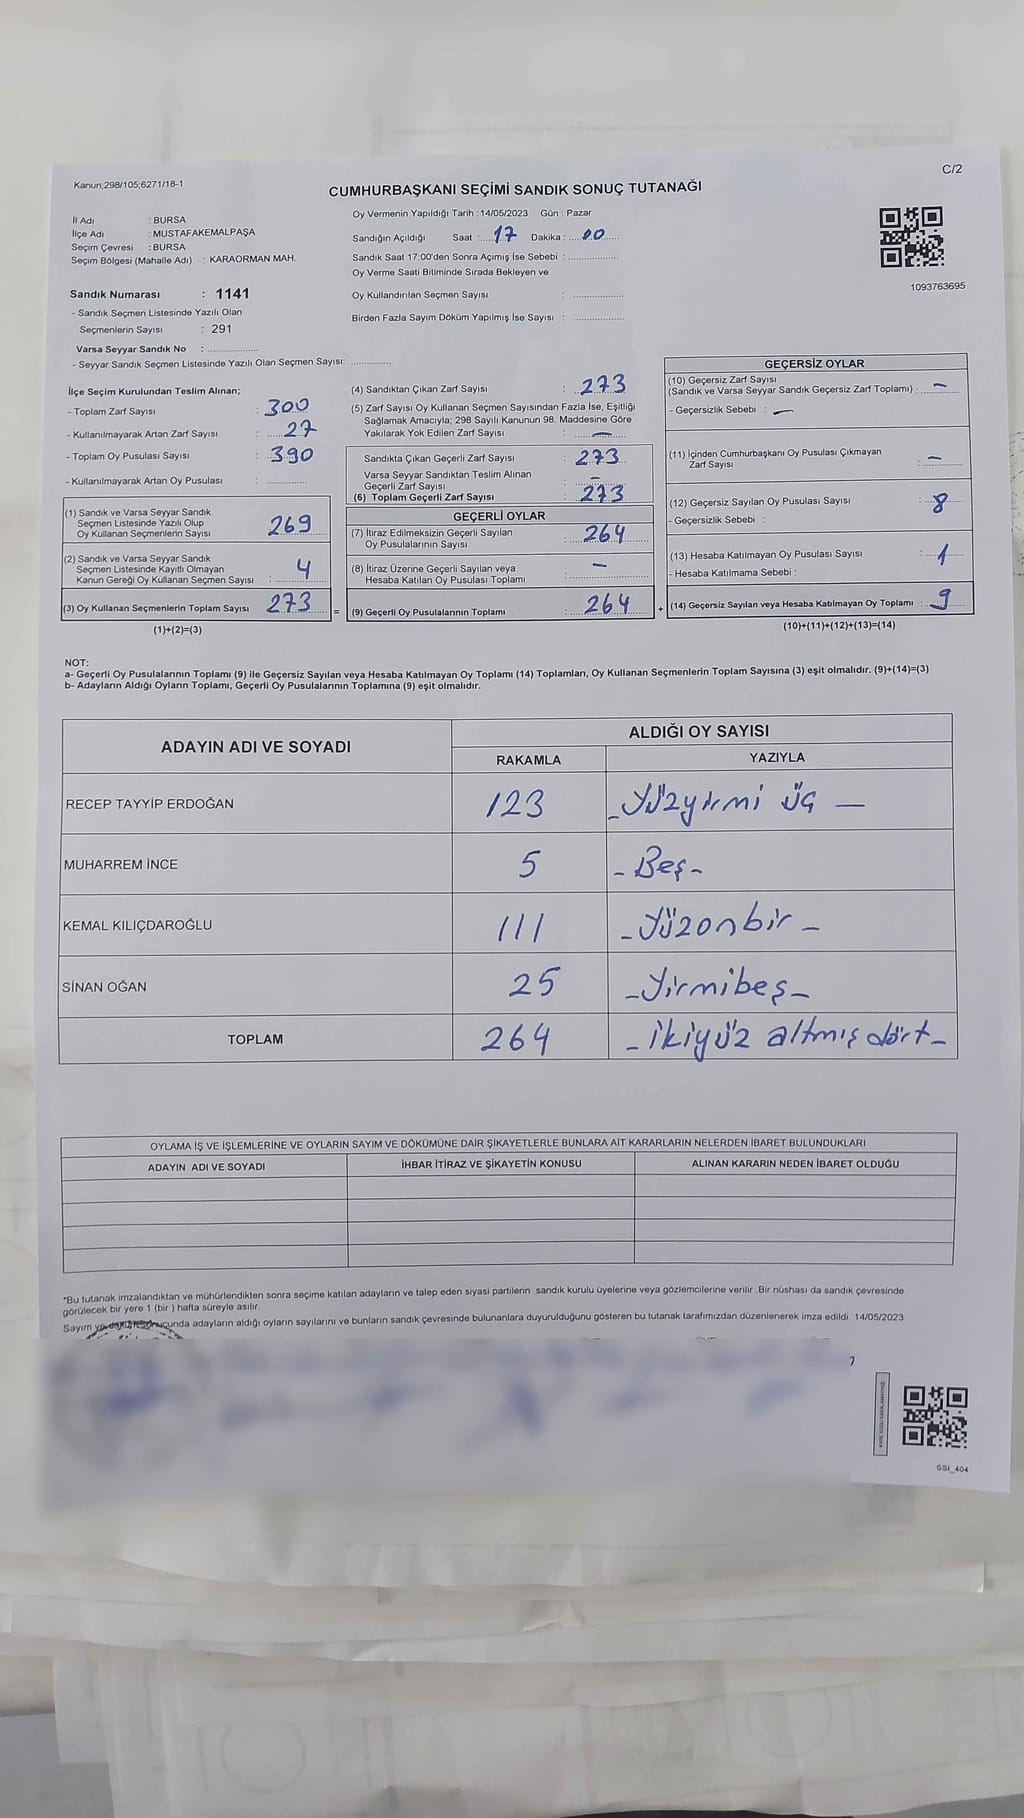 Kanun;298/105;6271/18-1
C/2
CUMHURBAŞKANI SEÇİMİ SANDIK SONUÇ TUTANAĞI
İl Adı : BURSA
İlçe Adı : MUSTAFAKEMALPAŞA
Seçim Çevresi : BURSA
Seçim Bölgesi (Mahalle Adı) : KARAORMAN MAH.
Sandık Numarası : 1141
- Sandık Seçmen Listesinde Yazılı Olan
Seçmenlerin Sayısı : 291
Varsa Seyyar Sandık No :
- Seyyar Sandık Seçmen Listesinde Yazılı Olan Seçmen Sayısı:
Oy Vermenin Yapıldığı Tarih : 14/05/2023 Gün : Pazar
Sandığın Açıldığı Saat : 17 Dakika : 00
Sandık Saat 17:00'den Sonra Açımış İse Sebebi :
Oy Verme Saati Bitiminde Sırada Bekleyen ve
Oy Kullandırılan Seçmen Sayısı :
Birden Fazla Sayım Döküm Yapılmış İse Sayısı :
1093763695
İlçe Seçim Kurulundan Teslim Alınan;
- Toplam Zarf Sayısı : 300
- Kullanılmayarak Artan Zarf Sayısı : 27
- Toplam Oy Pusulası Sayısı : 390
- Kullanılmayarak Artan Oy Pusulası :
(1) Sandık ve Varsa Seyyar Sandık
Seçmen Listesinde Yazılı Olup
Oy Kullanan Seçmenlerin Sayısı : 269
(2) Sandık ve Varsa Seyyar Sandık
Seçmen Listesinde Kayıtlı Olmayan
Kanun Gereği Oy Kullanan Seçmen Sayısı : 4
(3) Oy Kullanan Seçmenlerin Toplam Sayısı 273
(1)+(2)=(3)
=
(4) Sandıktan Çıkan Zarf Sayısı : 273
(5) Zarf Sayısı Oy Kullanan Seçmen Sayısından Fazla İse, Eşitliği
Sağlamak Amacıyla; 298 Sayılı Kanunun 98. Maddesine Göre
Yakılarak Yok Edilen Zarf Sayısı : —
Sandıkta Çıkan Geçerli Zarf Sayısı : 273
Varsa Seyyar Sandıktan Teslim Alınan
Geçerli Zarf Sayısı : —
(6) Toplam Geçerli Zarf Sayısı : 273
GEÇERLİ OYLAR
(7) İtiraz Edilmeksizin Geçerli Sayılan
Oy Pusulalarının Sayısı : 264
(8) İtiraz Üzerine Geçerli Sayılan veya
Hesaba Katılan Oy Pusulası Toplamı : —
(9) Geçerli Oy Pusulalarının Toplamı : 264
+
GEÇERSİZ OYLAR
(10) Geçersiz Zarf Sayısı
(Sandık ve Varsa Seyyar Sandık Geçersiz Zarf Toplamı) : —
- Geçersizlik Sebebi : —
(11) İçinden Cumhurbaşkanı Oy Pusulası Çıkmayan
Zarf Sayısı : —
(12) Geçersiz Sayılan Oy Pusulası Sayısı : 8
- Geçersizlik Sebebi :
(13) Hesaba Katılmayan Oy Pusulası Sayısı : 1
- Hesaba Katılmama Sebebi :
(14) Geçersiz Sayılan veya Hesaba Katılmayan Oy Toplamı : 9
(10)+(11)+(12)+(13)=(14)
NOT:
a- Geçerli Oy Pusulalarının Toplamı (9) ile Geçersiz Sayılan veya Hesaba Katılmayan Oy Toplamı (14) Toplamları, Oy Kullanan Seçmenlerin Toplam Sayısına (3) eşit olmalıdır. (9)+(14)=(3)
b- Adayların Aldığı Oyların Toplamı, Geçerli Oy Pusulalarının Toplamına (9) eşit olmalıdır.
ADAYIN ADI VE SOYADI
ALDIĞI OY SAYISI
RAKAMLA YAZIYLA
RECEP TAYYİP ERDOĞAN 123 - Yüzyirmi üç —
MUHARREM İNCE 5 - Beş -
KEMAL KILIÇDAROĞLU 111 - Yüzonbir -
SİNAN OĞAN 25 - Yirmibeş -
TOPLAM 264 - ikiyüz altmış dört -
OYLAMA İŞ VE İŞLEMLERİNE VE OYLARIN SAYIM VE DÖKÜMÜNE DAİR ŞİKAYETLERLE BUNLARA AİT KARARLARIN NELERDEN İBARET BULUNDUKLARI
ADAYIN ADI VE SOYADI İHBAR İTİRAZ VE ŞİKAYETİN KONUSU ALINAN KARARIN NEDEN İBARET OLDUĞU
*Bu tutanak imzalandıktan ve mühürlendikten sonra seçime katılan adayların ve talep eden siyasi partilerin sandık kurulu üyelerine veya gözlemcilerine verilir. Bir nüshası da sandık çevresinde
görülecek bir yere 1 (bir ) hafta süreyle asılır.
Sayım ve adayların aldığı oyların sayılarını ve bunların sandık çevresinde bulunanlara duyurulduğunu gösteren bu tutanak tarafımızdan düzenlenerek imza edildi. 14/05/2023
SSI_404